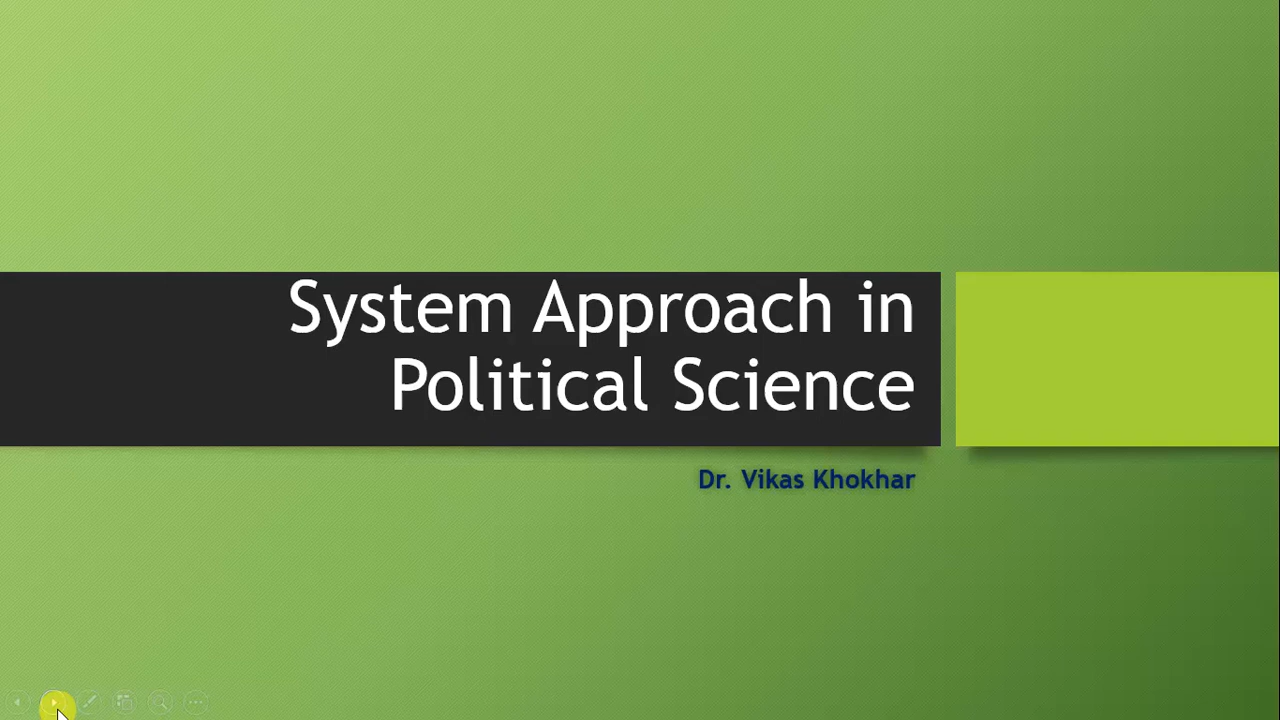 System Approach in
Political Science
Dr. Vikas Khokhar